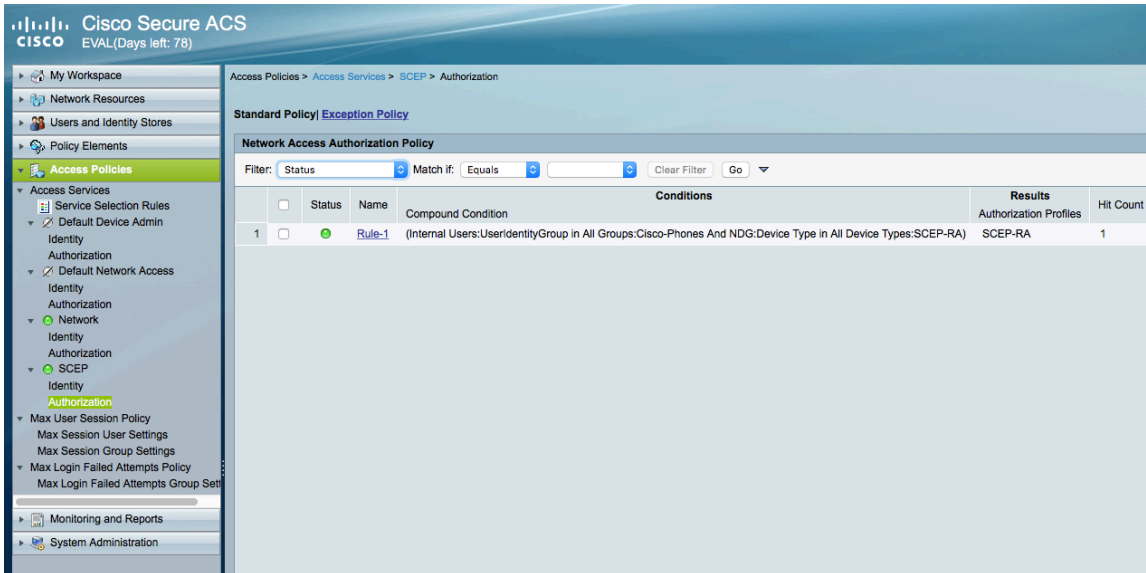 Cisco Secure ACS
CISCO EVAL(Days left: 78)
My Workspace
Network Resources
Users and Identity Stores
Policy Elements
Access Policies
Access Services
Service Selection Rules
Default Device Admin
Identity
Authorization
Default Network Access
Identity
Authorization
Network
Identity
Authorization
SCEP
Identity
Authorization
Max User Session Policy
Max Session User Settings
Max Session Group Settings
Max Login Failed Attempts Policy
Max Login Failed Attempts Group Sett
Monitoring and Reports
System Administration
Access Policies > Access Services > SCEP > Authorization
Standard Policy| Exception Policy
Network Access Authorization Policy
Filter: Status Match if: Equals Clear Filter Go
Status Name Conditions Results Hit Count
Compound Condition Authorization Profiles
1 Rule-1 (Internal Users:UserIdentityGroup in All Groups:Cisco-Phones And NDG:Device Type in All Device Types:SCEP-RA) SCEP-RA 1